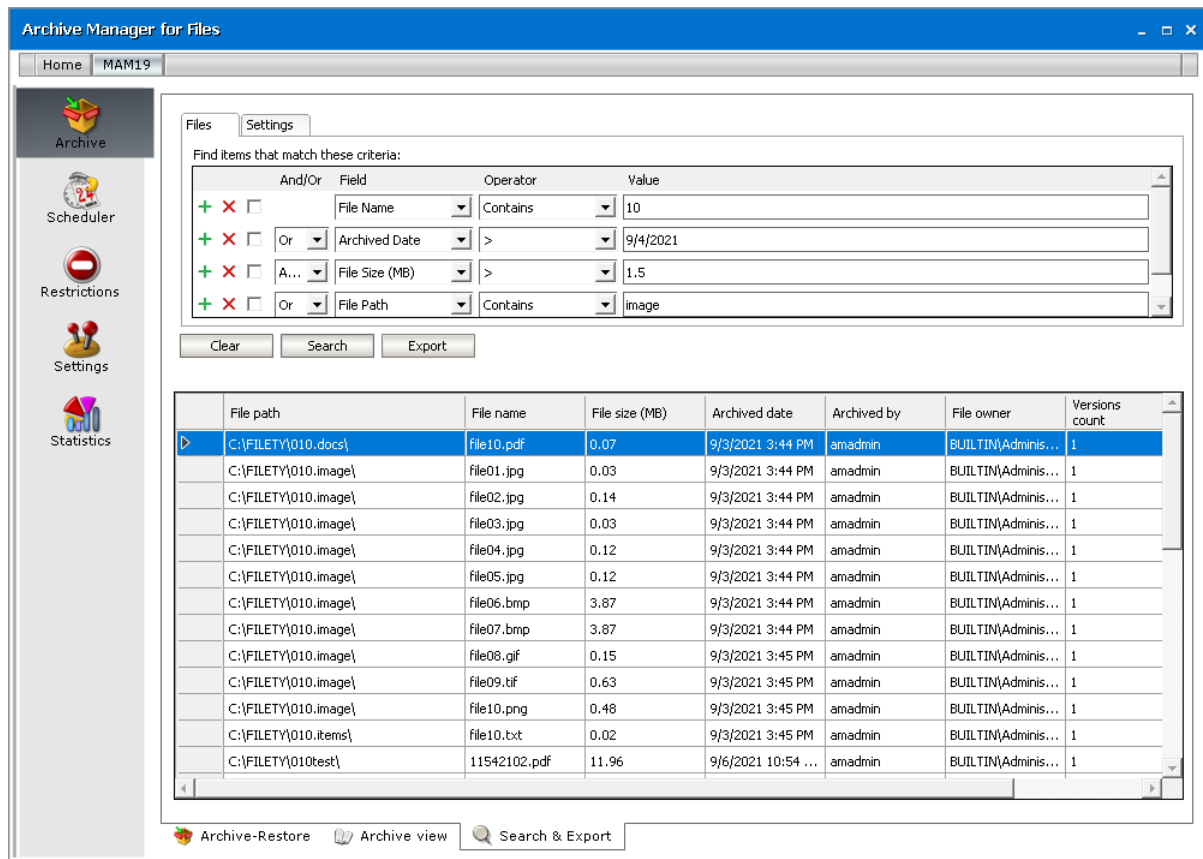 Archive Manager for Files
Home MAM19
Archive
Scheduler
Restrictions
Settings
Statistics
Files Settings
Find items that match these criteria:
And/Or Field Operator Value
File Name Contains 10
Or Archived Date > 9/4/2021
A... File Size (MB) > 1.5
Or File Path Contains image
Clear Search Export
File path File name File size (MB) Archived date Archived by File owner Versions count
C:\FILETY\010.docs\ file10.pdf 0.07 9/3/2021 3:44 PM amadmin BUILTIN\Adminis... 1
C:\FILETY\010.image\ file01.jpg 0.03 9/3/2021 3:44 PM amadmin BUILTIN\Adminis... 1
C:\FILETY\010.image\ file02.jpg 0.14 9/3/2021 3:44 PM amadmin BUILTIN\Adminis... 1
C:\FILETY\010.image\ file03.jpg 0.03 9/3/2021 3:44 PM amadmin BUILTIN\Adminis... 1
C:\FILETY\010.image\ file04.jpg 0.12 9/3/2021 3:44 PM amadmin BUILTIN\Adminis... 1
C:\FILETY\010.image\ file05.jpg 0.12 9/3/2021 3:44 PM amadmin BUILTIN\Adminis... 1
C:\FILETY\010.image\ file06.bmp 3.87 9/3/2021 3:44 PM amadmin BUILTIN\Adminis... 1
C:\FILETY\010.image\ file07.bmp 3.87 9/3/2021 3:44 PM amadmin BUILTIN\Adminis... 1
C:\FILETY\010.image\ file08.gif 0.15 9/3/2021 3:45 PM amadmin BUILTIN\Adminis... 1
C:\FILETY\010.image\ file09.tif 0.63 9/3/2021 3:45 PM amadmin BUILTIN\Adminis... 1
C:\FILETY\010.image\ file10.png 0.48 9/3/2021 3:45 PM amadmin BUILTIN\Adminis... 1
C:\FILETY\010.items\ file10.txt 0.02 9/3/2021 3:45 PM amadmin BUILTIN\Adminis... 1
C:\FILETY\010test\ 11542102.pdf 11.96 9/6/2021 10:54 ... amadmin BUILTIN\Adminis... 1
Archive-Restore Archive view Search & Export